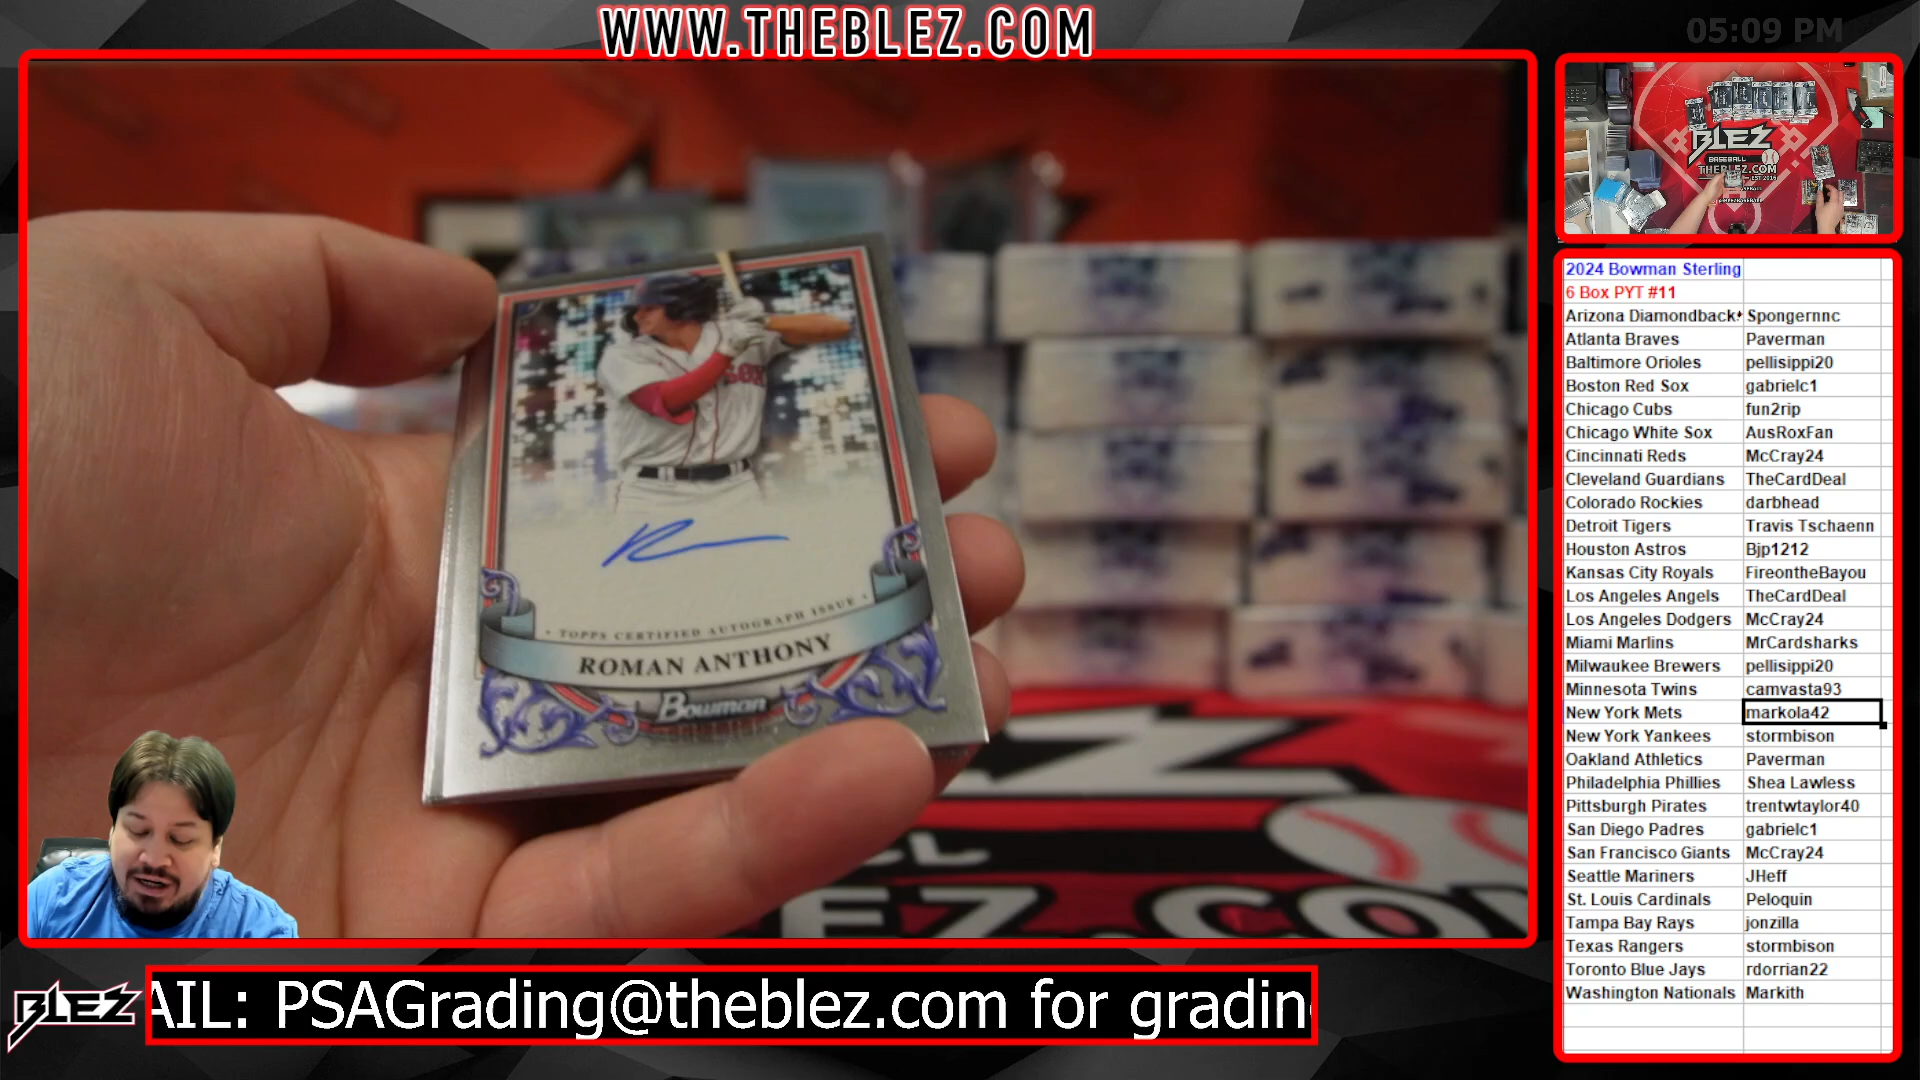 WWW.THEBLEZ.COM
05:09 PM
BLEZ
BASEBALL
THEBLEZ.COM
SOX
• TOPPS CERTIFIED AUTOGRAPH ISSUE •
ROMAN ANTHONY
Bowman
2024 Bowman Sterling
6 Box PYT #11
Arizona Diamondback Spongernnc
Atlanta Braves Paverman
Baltimore Orioles pellisippi20
Boston Red Sox gabrielc1
Chicago Cubs fun2rip
Chicago White Sox AusRoxFan
Cincinnati Reds McCray24
Cleveland Guardians TheCardDeal
Colorado Rockies darbhead
Detroit Tigers Travis Tschaenn
Houston Astros Bjp1212
Kansas City Royals FireontheBayou
Los Angeles Angels TheCardDeal
Los Angeles Dodgers McCray24
Miami Marlins MrCardsharks
Milwaukee Brewers pellisippi20
Minnesota Twins camvasta93
New York Mets markola42
New York Yankees stormbison
Oakland Athletics Paverman
Philadelphia Phillies Shea Lawless
Pittsburgh Pirates trentwtaylor40
San Diego Padres gabrielc1
San Francisco Giants McCray24
Seattle Mariners JHeff
St. Louis Cardinals Peloquin
Tampa Bay Rays jonzilla
Texas Rangers stormbison
Toronto Blue Jays rdorrian22
Washington Nationals Markith
BLEZ
AIL: PSAGrading@theblez.com for gradin